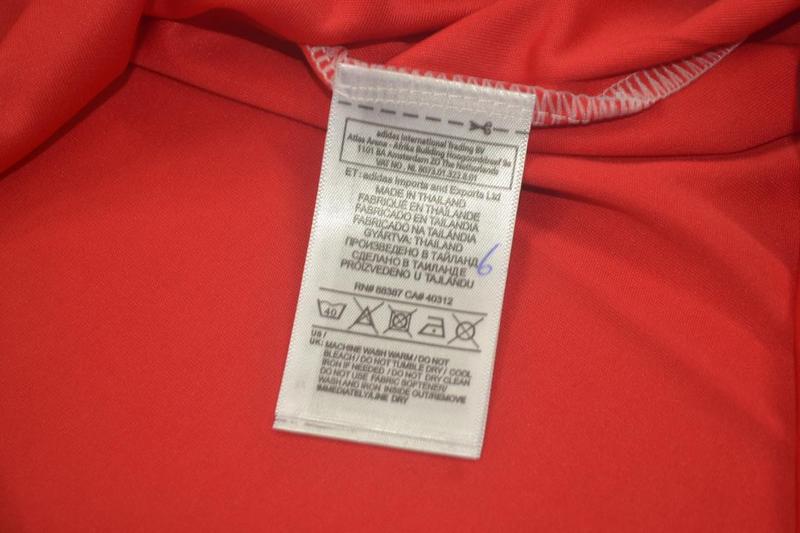 adidas International Trading BV
Atlas Arena - Afrika Building Hoogoorddreef 9a
1101 BA Amsterdam ZO The Netherlands
VAT NO. NL 8073.01.323.B.01
ET: adidas Imports and Exports Ltd
MADE IN THAILAND
FABRIQUÉ EN THAÏLANDE
FABRICADO EN TAILANDIA
FABRICADO NA TAILÂNDIA
GYÁRTVA: THAILAND
ПРОИЗВЕДЕНО В ТАЙЛАНД
СДЕЛАНО В ТАИЛАНДЕ
PROIZVEDENO U TAJLANDU
6
RN# 88387 CA# 40312
40
US/
UK: MACHINE WASH WARM / DO NOT
BLEACH / DO NOT TUMBLE DRY / COOL
IRON IF NEEDED / DO NOT DRY CLEAN
DO NOT USE FABRIC SOFTENER/
WASH AND IRON INSIDE OUT/REMOVE
IMMEDIATELY/LINE DRY